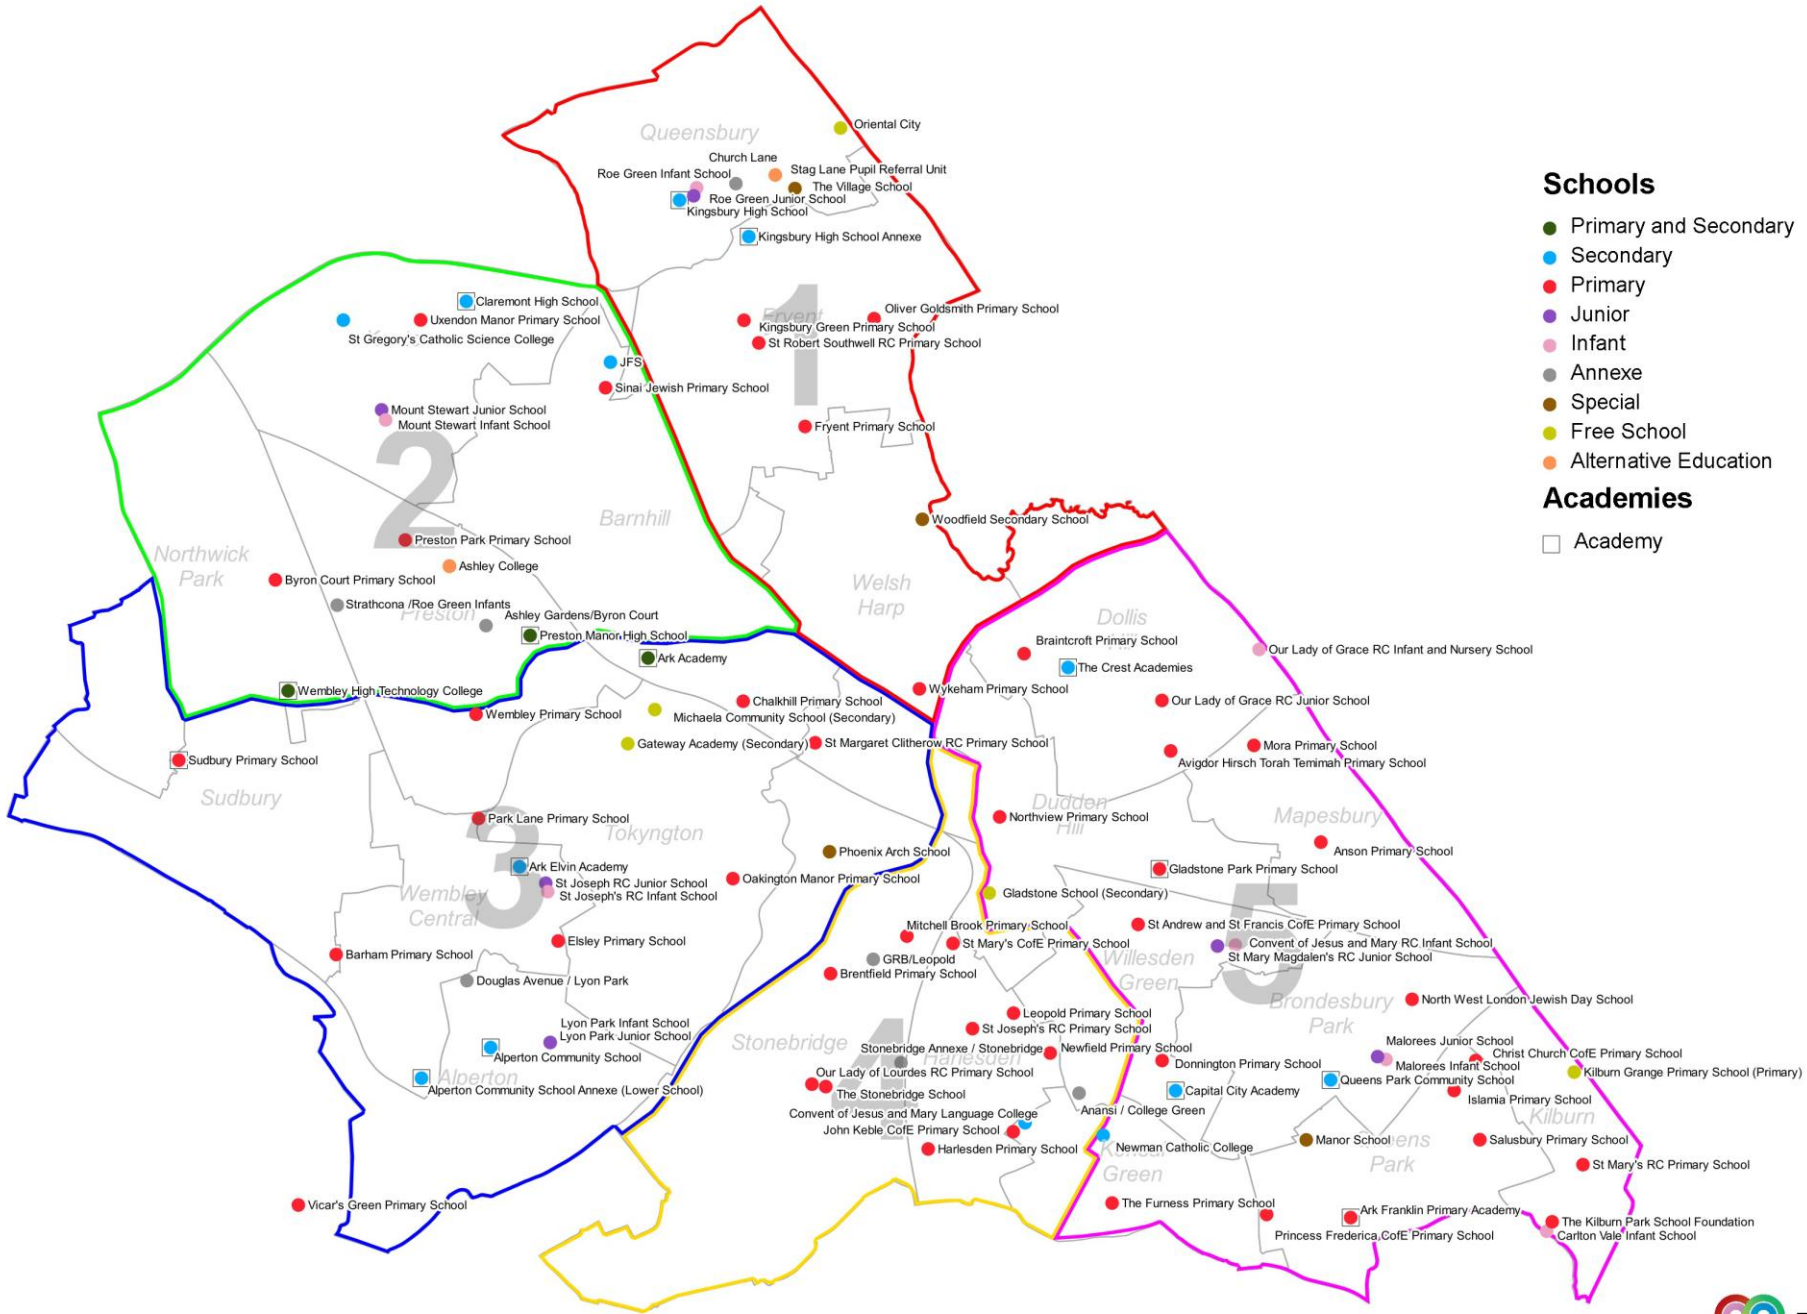 Queensbury
Oriental City
Church Lane
Stag Lane Pupil Referral Unit
Roe Green Infant School
The Village School
Roe Green Junior School
Kingsbury High School
Kingsbury High School Annexe
Schools
Primary and Secondary
Secondary
Primary
Junior
Infant
Annexe
Special
Free School
Alternative Education
Academies
Academy
1
Fryent
Oliver Goldsmith Primary School
Kingsbury Green Primary School
St Robert Southwell RC Primary School
Claremont High School
Uxendon Manor Primary School
St Gregory's Catholic Science College
JFS
Sinai Jewish Primary School
Mount Stewart Junior School
Mount Stewart Infant School
Fryent Primary School
2
Barnhill
Woodfield Secondary School
Northwick
Park
Preston Park Primary School
Ashley College
Byron Court Primary School
Welsh
Harp
Strathcona /Roe Green Infants
Preston
Ashley Gardens/Byron Court
Preston Manor High School
Ark Academy
Dollis
Braintcroft Primary School
The Crest Academies
Our Lady of Grace RC Infant and Nursery School
Wembley High Technology College
Wykeham Primary School
Our Lady of Grace RC Junior School
Chalkhill Primary School
Wembley Primary School
Michaela Community School (Secondary)
Gateway Academy (Secondary)
St Margaret Clitherow RC Primary School
Mora Primary School
Avigdor Hirsch Torah Temimah Primary School
Sudbury Primary School
Sudbury
Dudden
Hill
Northview Primary School
Mapesbury
Park Lane Primary School
3
Tokyngton
Phoenix Arch School
Anson Primary School
Ark Elvin Academy
Oakington Manor Primary School
Gladstone Park Primary School
St Joseph RC Junior School
St Joseph's RC Infant School
Wembley
Central
Gladstone School (Secondary)
5
Mitchell Brook Primary School
St Andrew and St Francis CofE Primary School
Elsley Primary School
St Mary's CofE Primary School
Convent of Jesus and Mary RC Infant School
St Mary Magdalen's RC Junior School
Barham Primary School
GRB/Leopold
Willesden
Green
Brentfield Primary School
Douglas Avenue / Lyon Park
Brondesbury
Park
North West London Jewish Day School
Leopold Primary School
Lyon Park Infant School
Lyon Park Junior School
St Joseph's RC Primary School
Stonebridge
4
Stonebridge Annexe / Stonebridge
Harlesden
Newfield Primary School
Malorees Junior School
Alperton Community School
Christ Church CofE Primary School
Donnington Primary School
Malorees Infant School
Our Lady of Lourdes RC Primary School
Kilburn Grange Primary School (Primary)
Alperton
Queens Park Community School
Alperton Community School Annexe (Lower School)
The Stonebridge School
Capital City Academy
Islamia Primary School
Convent of Jesus and Mary Language College
Anansi / College Green
Kilburn
John Keble CofE Primary School
Manor School
Queens
Park
Salusbury Primary School
Harlesden Primary School
Newman Catholic College
Kensal
Green
St Mary's RC Primary School
Vicar's Green Primary School
The Furness Primary School
Ark Franklin Primary Academy
Princess Frederica CofE Primary School
The Kilburn Park School Foundation
Carlton Vale Infant School